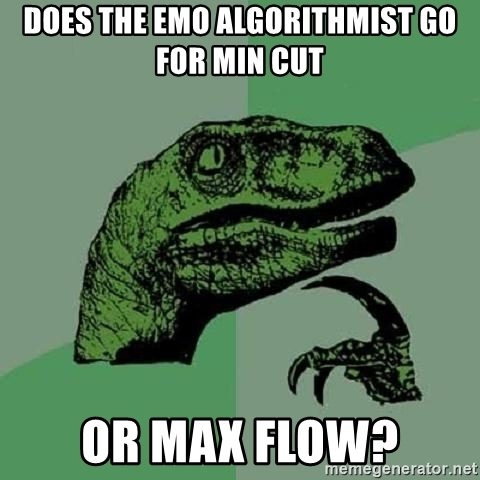 DOES THE EMO ALGORITHMIST GO
FOR MIN CUT
OR MAX FLOW?
memegenerator.net